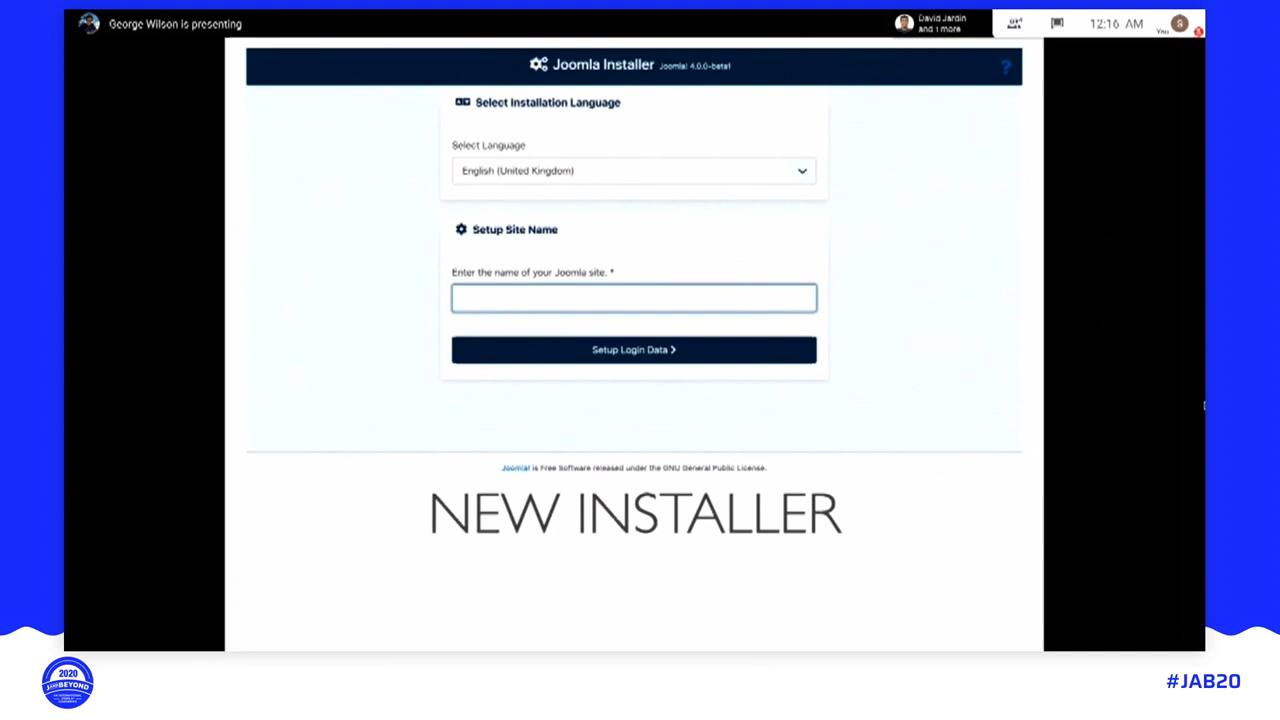 George Wilson is presenting
David Jardin
and 1 more
12:16 AM
You
S
Joomla Installer Joomla! 4.0.0-beta1
?
Select Installation Language
Select Language
English (United Kingdom)
Setup Site Name
Enter the name of your Joomla site. *
Setup Login Data
Joomla! is Free Software released under the GNU General Public License.
NEW INSTALLER
2020
BEYOND
#JAB20